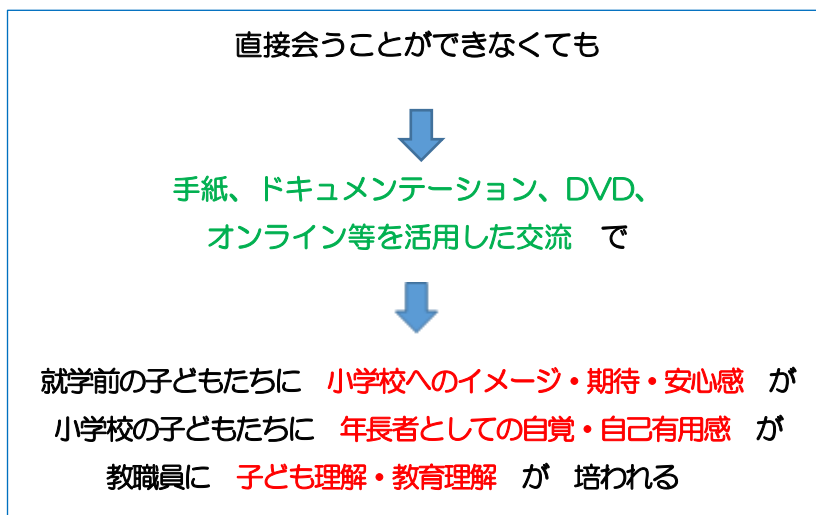 直接会うことができなくても
手紙、ドキュメンテーション、DVD、
オンライン等を活用した交流　で
就学前の子どもたちに　小学校へのイメージ・期待・安心感　が
小学校の子どもたちに　年長者としての自覚・自己有用感　が
教職員に　子ども理解・教育理解　が　培われる